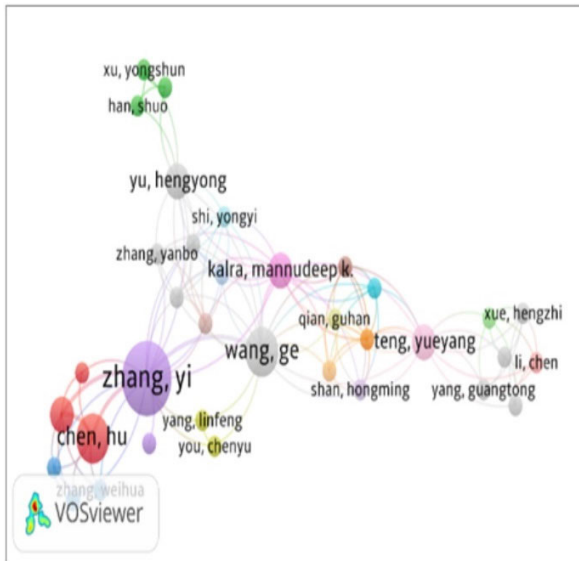 xu, yongshun
han, shuo
yu, hengyong
shi, yongyi
zhang, yanbo
kalra, mannudeep k.
qian, guhan
xue, hengzhi
wang, ge
teng, yueyang
li, chen
zhang, yi
shan, hongming
yang, guangtong
yang, linfeng
chen, hu
you, chenyu
zhang, weihua
VOSviewer